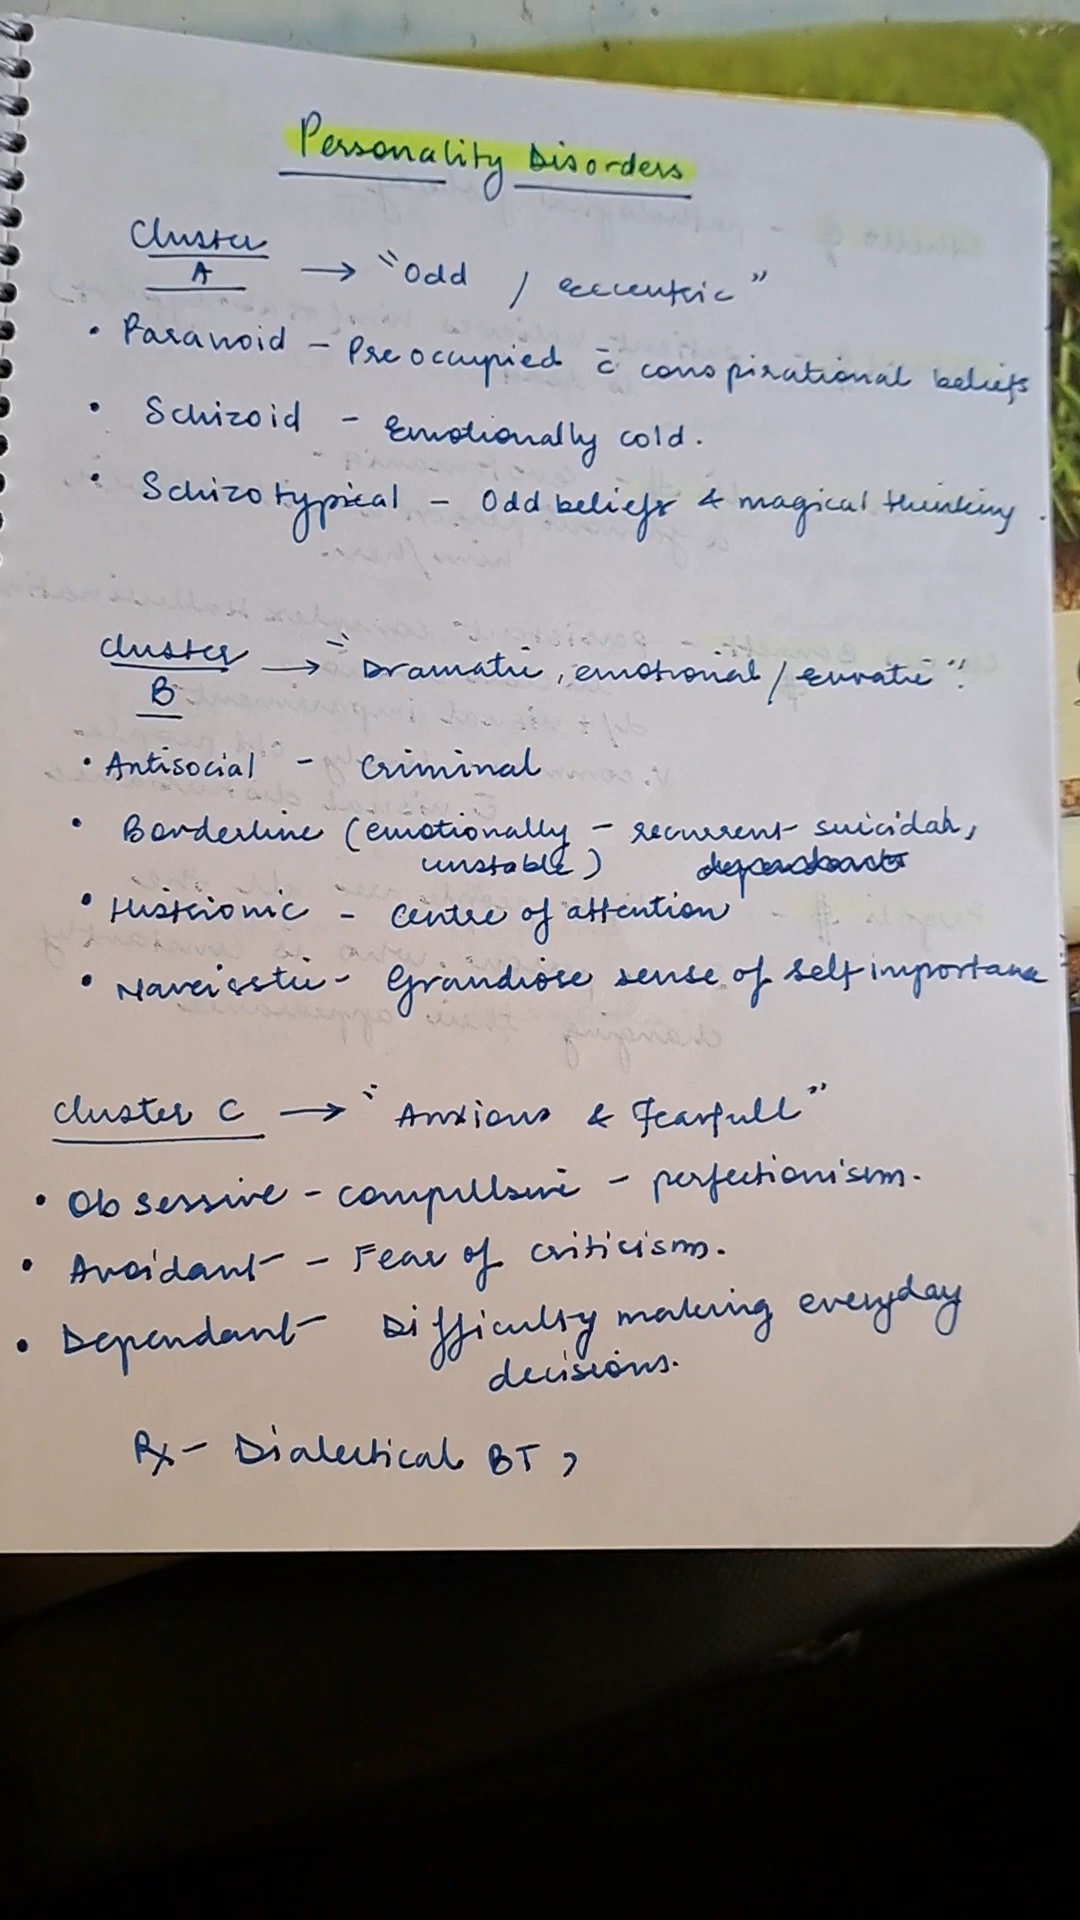 Personality Disorders
Cluster
A → "Odd / eccentric"
• Paranoid – Preoccupied c̄ conspirational beliefs
• Schizoid – Emotionally cold.
• Schizotypical – Odd beliefs & magical thinking.
cluster
B → "Dramatic, emotional / erratic".
• Antisocial – criminal
• Borderline (emotionally – recurrent suicidal,
unstable)
• Histrionic – centre of attention
• Narcisstic – Grandiose sense of self importance
cluster C → "Anxious & Fearfull"
• Obsessive – compulsive – perfectionism.
• Avoidant – Fear of criticism.
• Dependant Difficulty making everyday
decisions.
Rx – Dialectical BT,